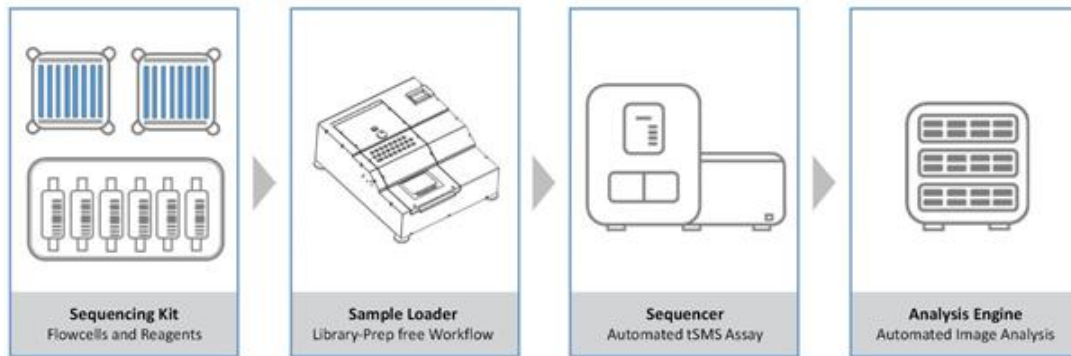 Sequencing Kit
Flowcells and Reagents
Sample Loader
Library-Prep free Workflow
Sequencer
Automated tSMS Assay
Analysis Engine
Automated Image Analysis